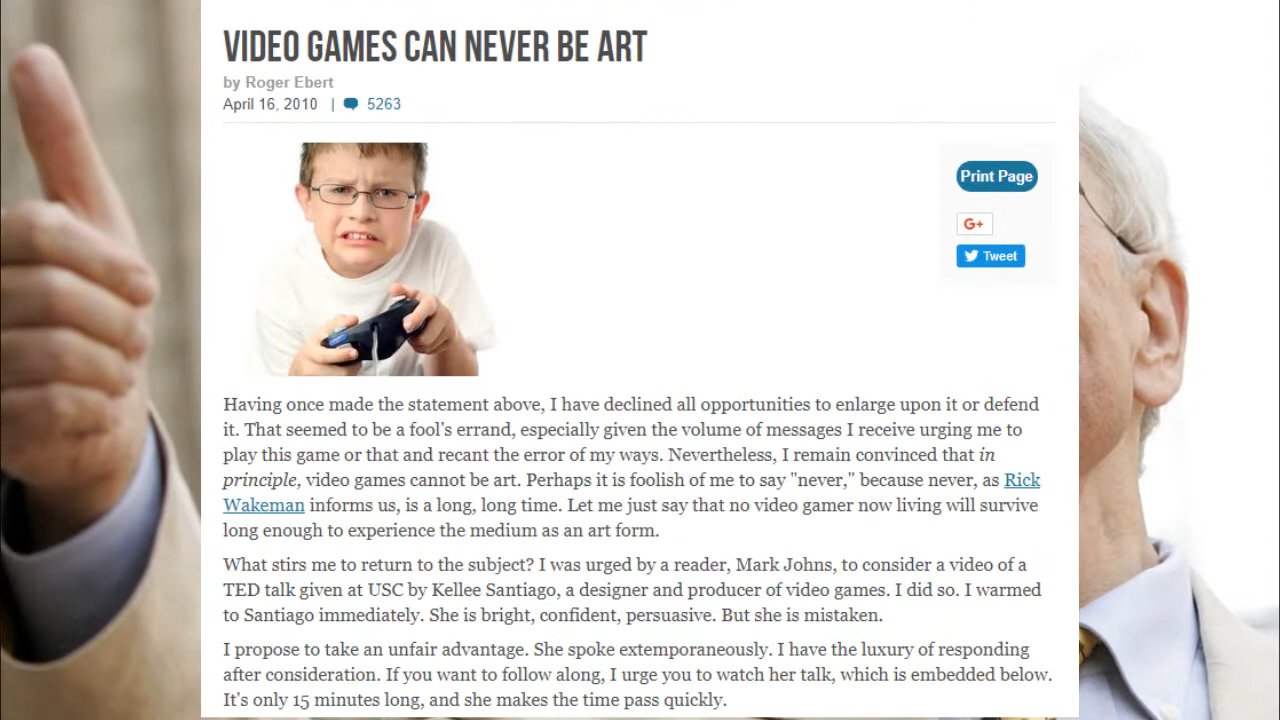 VIDEO GAMES CAN NEVER BE ART
by Roger Ebert
April 16, 2010 | 5263
Print Page
G+
Tweet
Having once made the statement above, I have declined all opportunities to enlarge upon it or defend
it. That seemed to be a fool's errand, especially given the volume of messages I receive urging me to
play this game or that and recant the error of my ways. Nevertheless, I remain convinced that in
principle, video games cannot be art. Perhaps it is foolish of me to say "never," because never, as Rick
Wakeman informs us, is a long, long time. Let me just say that no video gamer now living will survive
long enough to experience the medium as an art form.
What stirs me to return to the subject? I was urged by a reader, Mark Johns, to consider a video of a
TED talk given at USC by Kellee Santiago, a designer and producer of video games. I did so. I warmed
to Santiago immediately. She is bright, confident, persuasive. But she is mistaken.
I propose to take an unfair advantage. She spoke extemporaneously. I have the luxury of responding
after consideration. If you want to follow along, I urge you to watch her talk, which is embedded below.
It's only 15 minutes long, and she makes the time pass quickly.